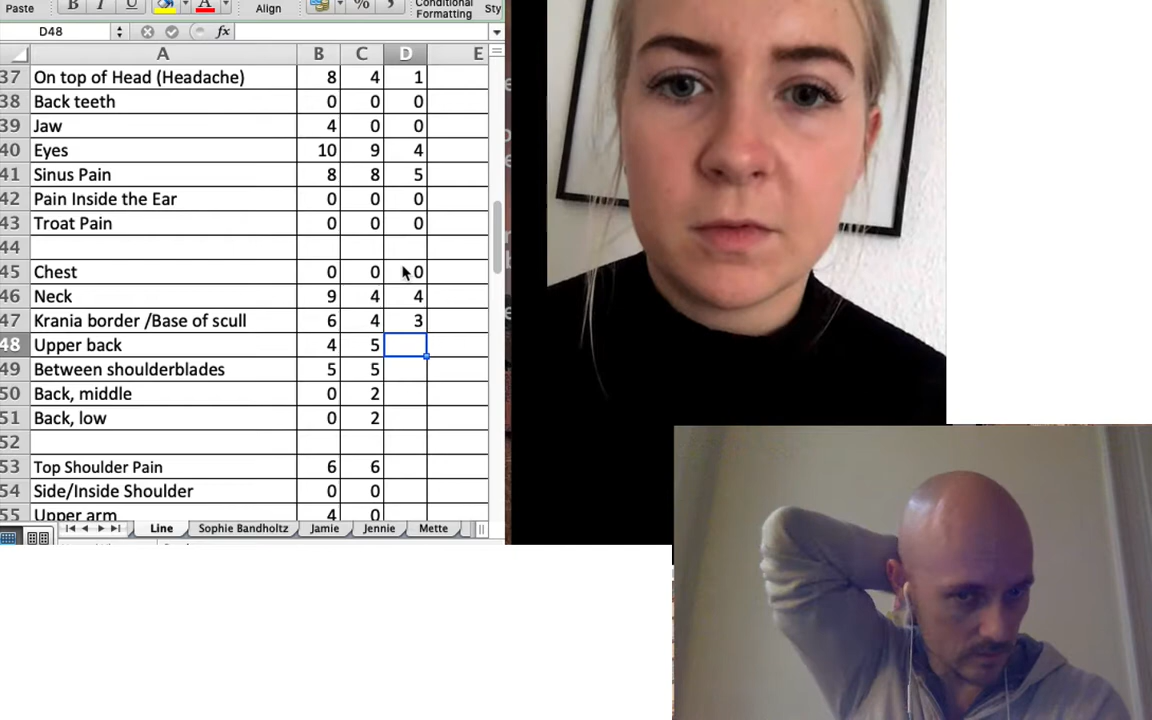 Paste
B I U
A
Align
%
Conditional
Formatting
Sty
D48 fx
A B C D E
37 On top of Head (Headache) 8 4 1
38 Back teeth 0 0 0
39 Jaw 4 0 0
40 Eyes 10 9 4
41 Sinus Pain 8 8 5
42 Pain Inside the Ear 0 0 0
43 Troat Pain 0 0 0
44
45 Chest 0 0 0
46 Neck 9 4 4
47 Krania border /Base of scull 6 4 3
48 Upper back 4 5
49 Between shoulderblades 5 5
50 Back, middle 0 2
51 Back, low 0 2
52
53 Top Shoulder Pain 6 6
54 Side/Inside Shoulder 0 0
55 Upper arm 4 0
Line Sophie Bandholtz Jamie Jennie Mette